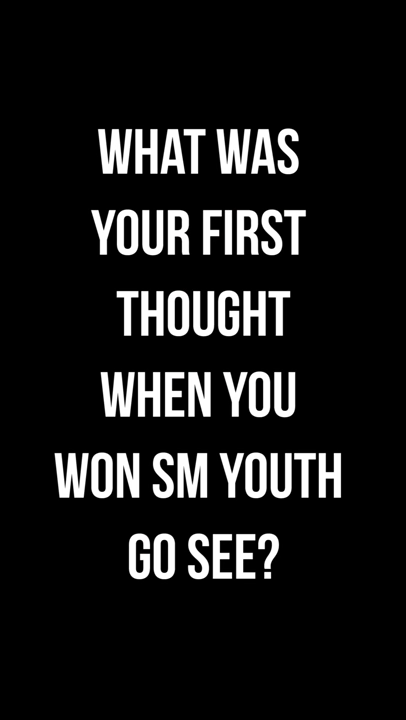 WHAT WAS
YOUR FIRST
THOUGHT
WHEN YOU
WON SM YOUTH
GO SEE?